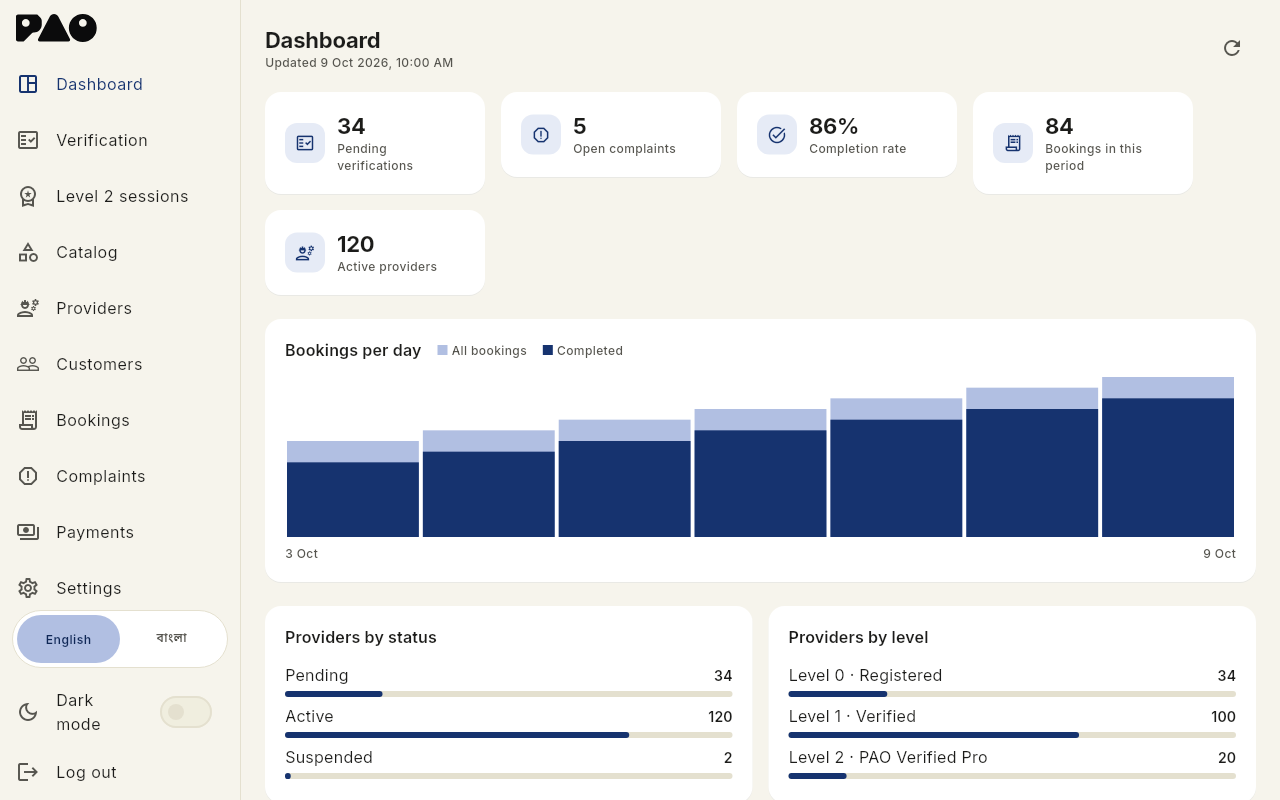 PAO
Dashboard
Verification
Level 2 sessions
Catalog
Providers
Customers
Bookings
Complaints
Payments
Settings
English
বাংলা
Dark
mode
Log out
Dashboard
Updated 9 Oct 2026, 10:00 AM
34
Pending
verifications
5
Open complaints
86%
Completion rate
84
Bookings in this
period
120
Active providers
Bookings per day
All bookings
Completed
3 Oct
9 Oct
Providers by status
Pending 34
Active 120
Suspended 2
Providers by level
Level 0 · Registered 34
Level 1 · Verified 100
Level 2 · PAO Verified Pro 20